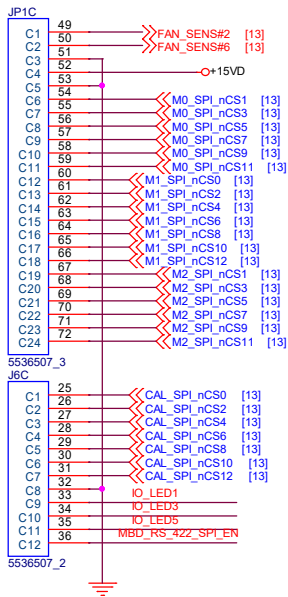 JP1C
C1 49 FAN_SENS#2 [13]
C2 50 FAN_SENS#6 [13]
C3 51
C4 52 +15VD
C5 53
C6 54 M0_SPI_nCS1 [13]
C7 55 M0_SPI_nCS3 [13]
C8 56 M0_SPI_nCS5 [13]
C9 57 M0_SPI_nCS7 [13]
C10 58 M0_SPI_nCS9 [13]
C11 59 M0_SPI_nCS11 [13]
C12 60 M1_SPI_nCS0 [13]
C13 61 M1_SPI_nCS2 [13]
C14 62 M1_SPI_nCS4 [13]
C15 63 M1_SPI_nCS6 [13]
C16 64 M1_SPI_nCS8 [13]
C17 65 M1_SPI_nCS10 [13]
C18 66 M1_SPI_nCS12 [13]
C19 67 M2_SPI_nCS1 [13]
C20 68 M2_SPI_nCS3 [13]
C21 69 M2_SPI_nCS5 [13]
C22 70 M2_SPI_nCS7 [13]
C23 71 M2_SPI_nCS9 [13]
C24 72 M2_SPI_nCS11 [13]
5536507_3
J6C
C1 25 CAL_SPI_nCS0 [13]
C2 26 CAL_SPI_nCS2 [13]
C3 27 CAL_SPI_nCS4 [13]
C4 28 CAL_SPI_nCS6 [13]
C5 29 CAL_SPI_nCS8 [13]
C6 30 CAL_SPI_nCS10 [13]
C7 31 CAL_SPI_nCS12 [13]
C8 32
C9 33 IO_LED1
C10 34 IO_LED3
C11 35 IO_LED5
C12 36 MBD_RS_422_SPI_EN
5536507_2